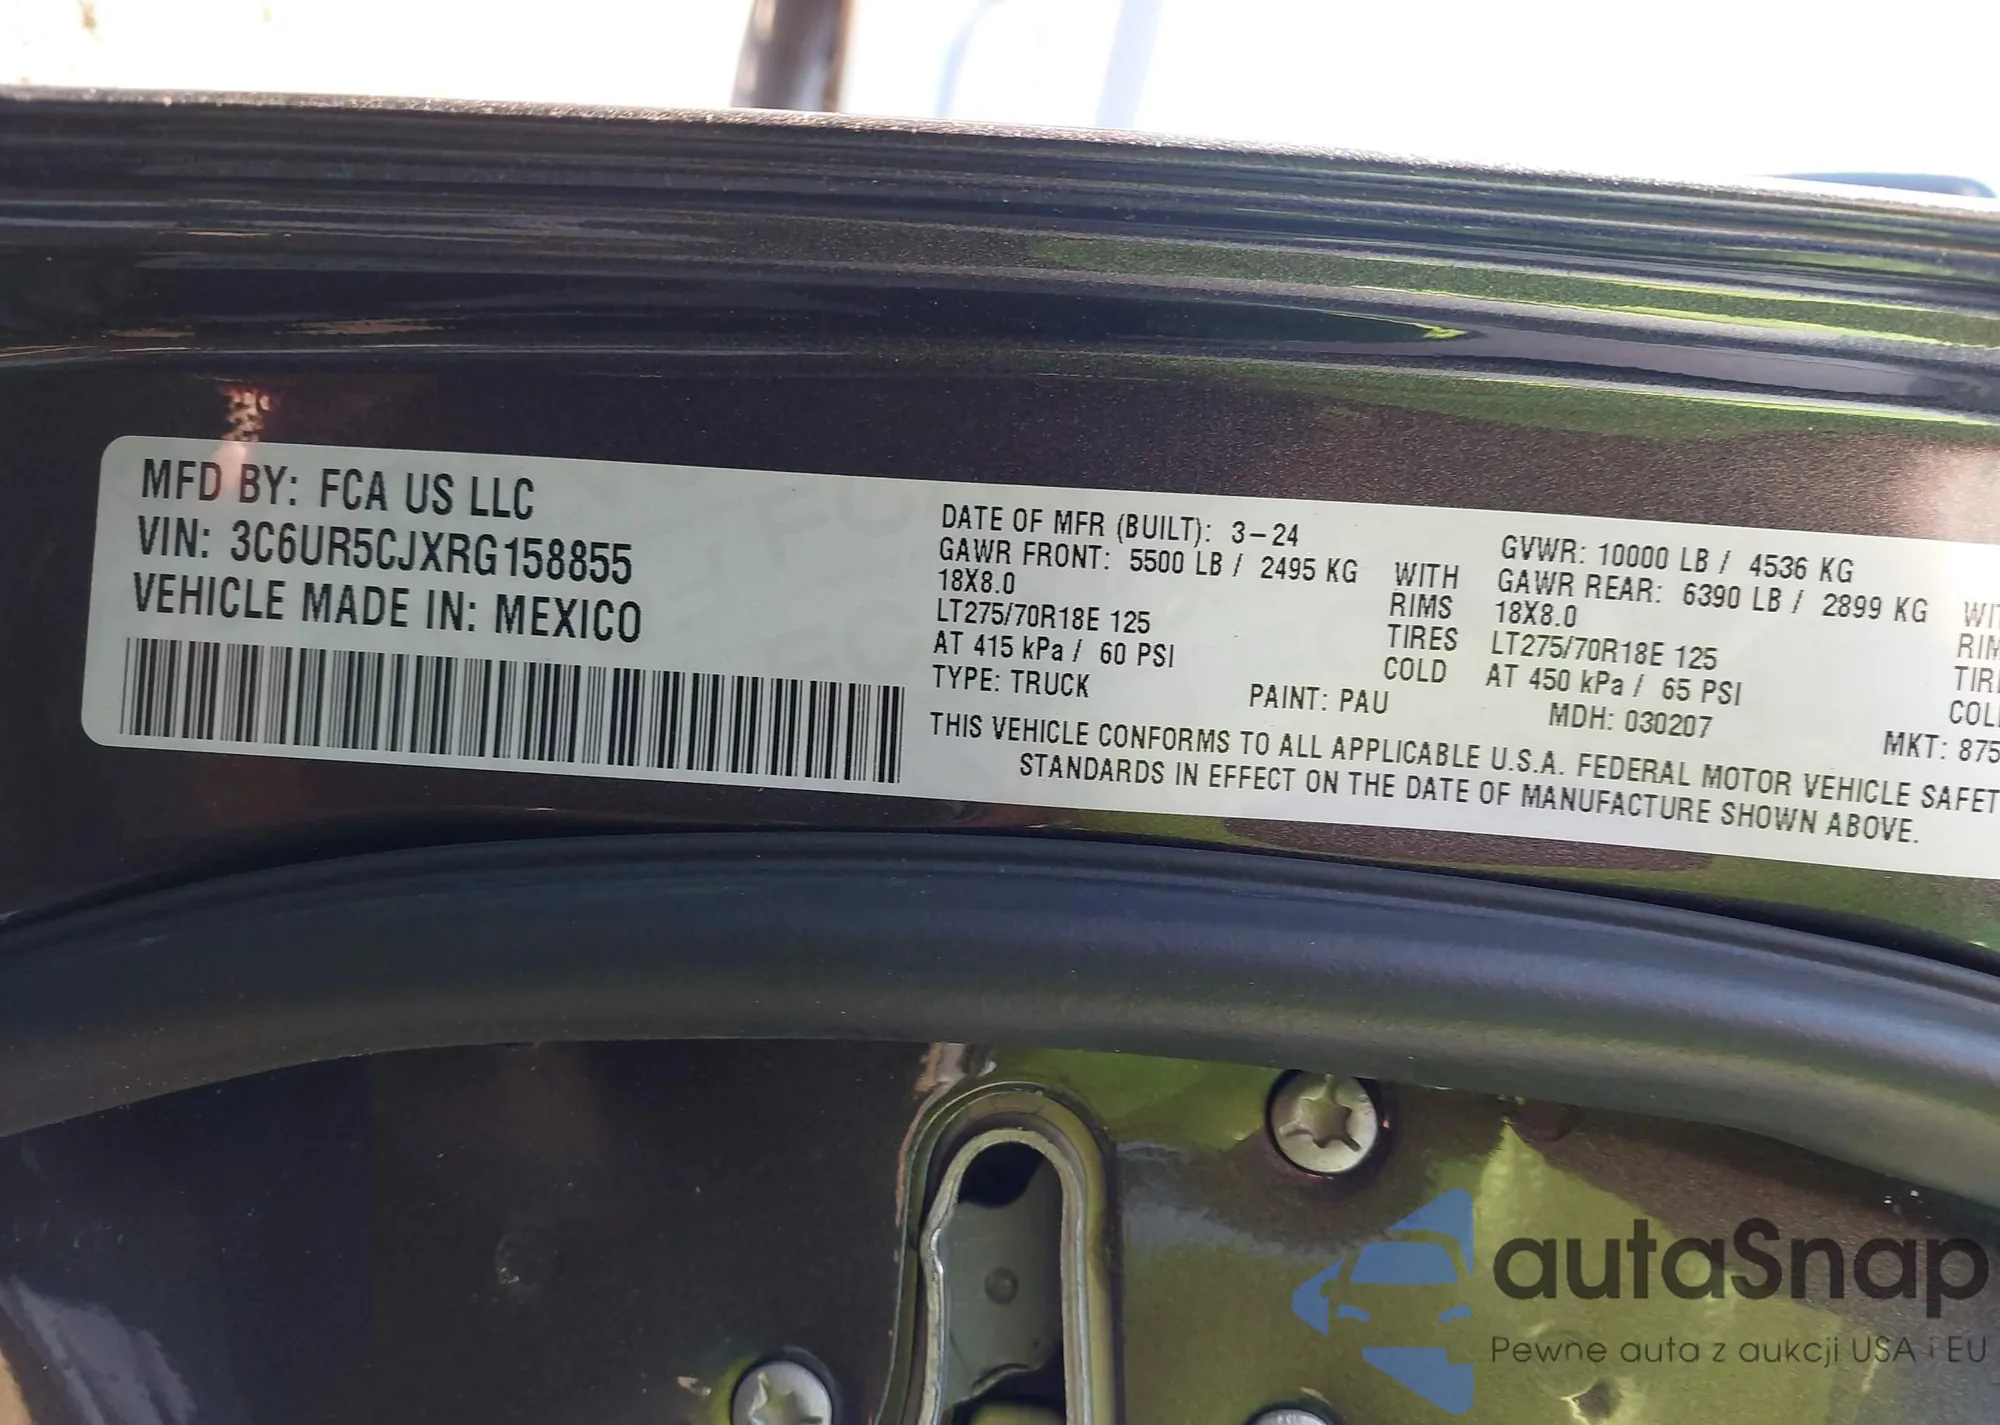 MFD BY: FCA US LLC
VIN: 3C6UR5CJXRG158855
VEHICLE MADE IN: MEXICO
DATE OF MFR (BUILT): 3-24
GVWR: 10000 LB / 4536 KG
GAWR FRONT: 5500 LB / 2495 KG WITH
18X8.0 RIMS
LT275/70R18E 125 TIRES
AT 415 kPa / 60 PSI COLD
GAWR REAR: 6390 LB / 2899 KG
18X8.0
LT275/70R18E 125
AT 450 kPa / 65 PSI
TYPE: TRUCK PAINT: PAU MDH: 030207 MKT: 875
THIS VEHICLE CONFORMS TO ALL APPLICABLE U.S.A. FEDERAL MOTOR VEHICLE SAFET
STANDARDS IN EFFECT ON THE DATE OF MANUFACTURE SHOWN ABOVE.
autaSnap
Pewne auta z aukcji USA i EU